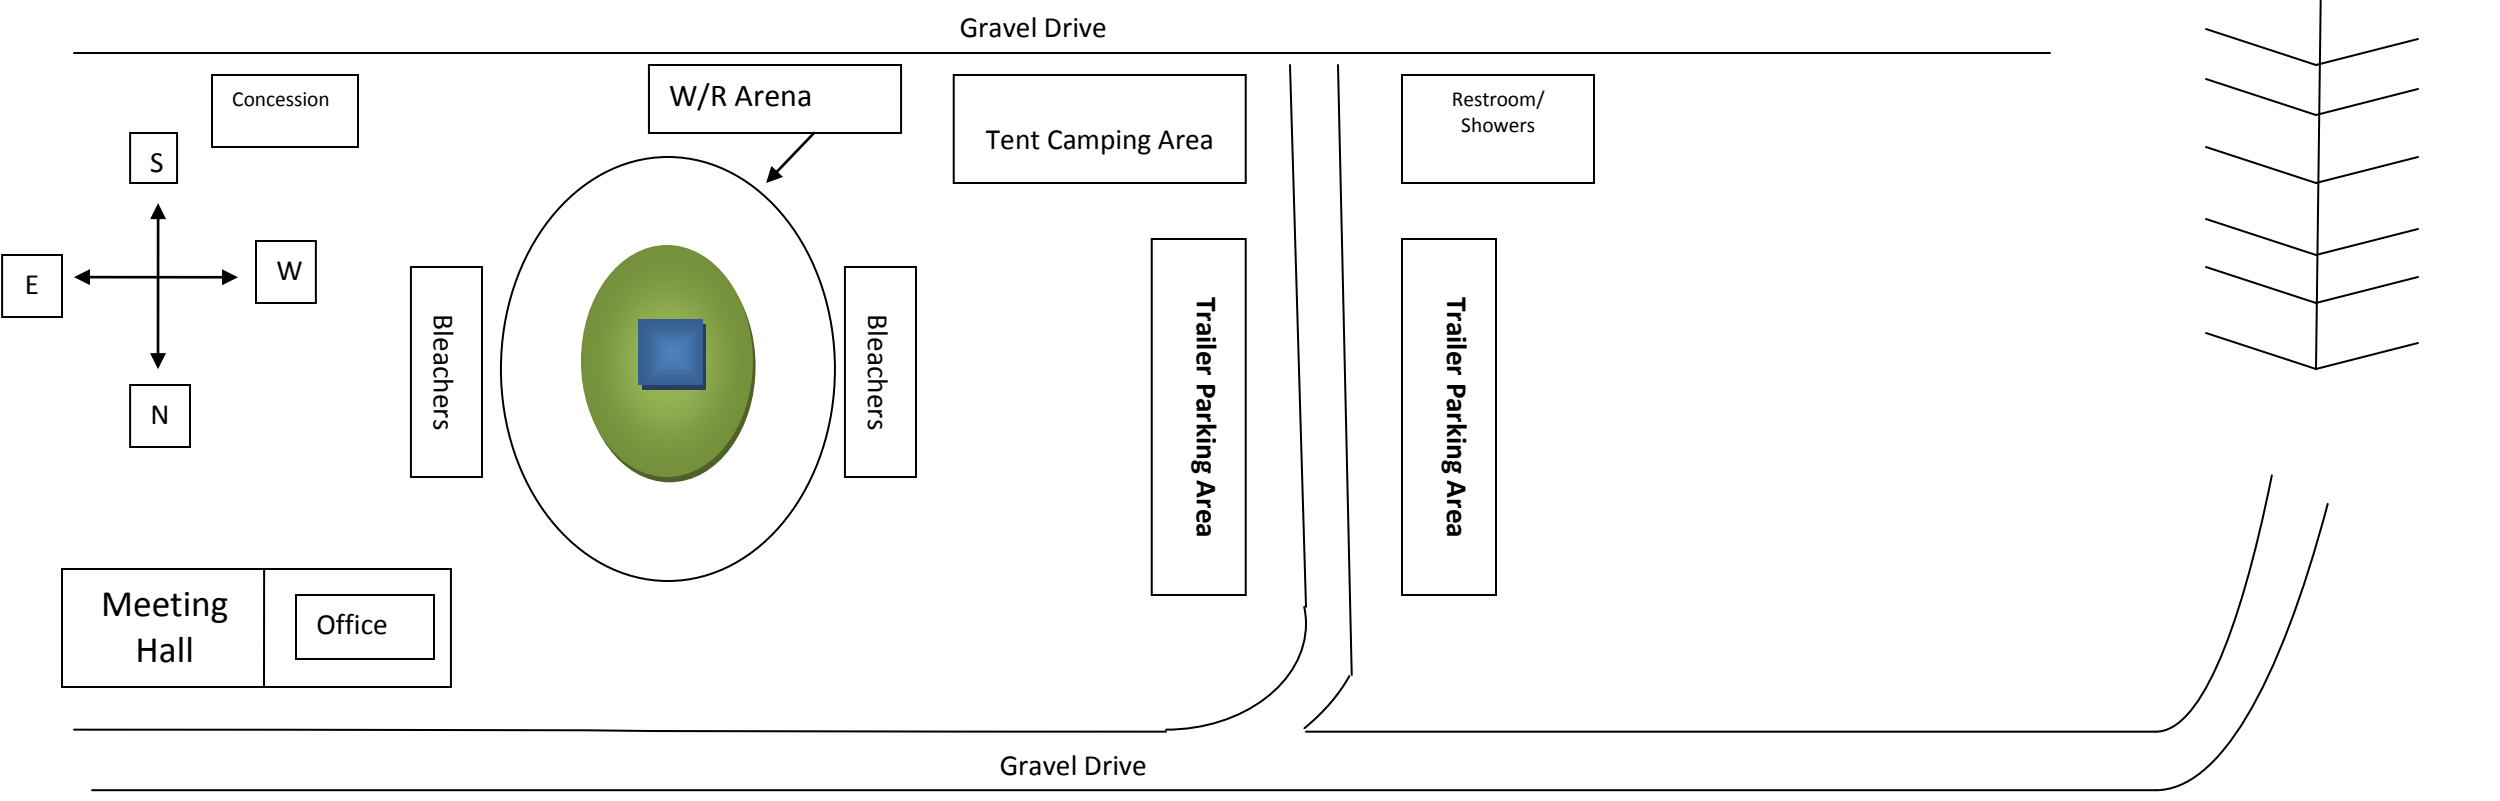 Gravel Drive
Concession
W/R Arena
Tent Camping Area
Restroom/
Showers
S
E
W
N
Bleachers
Bleachers
Trailer Parking Area
Trailer Parking Area
Meeting
Hall
Office
Gravel Drive